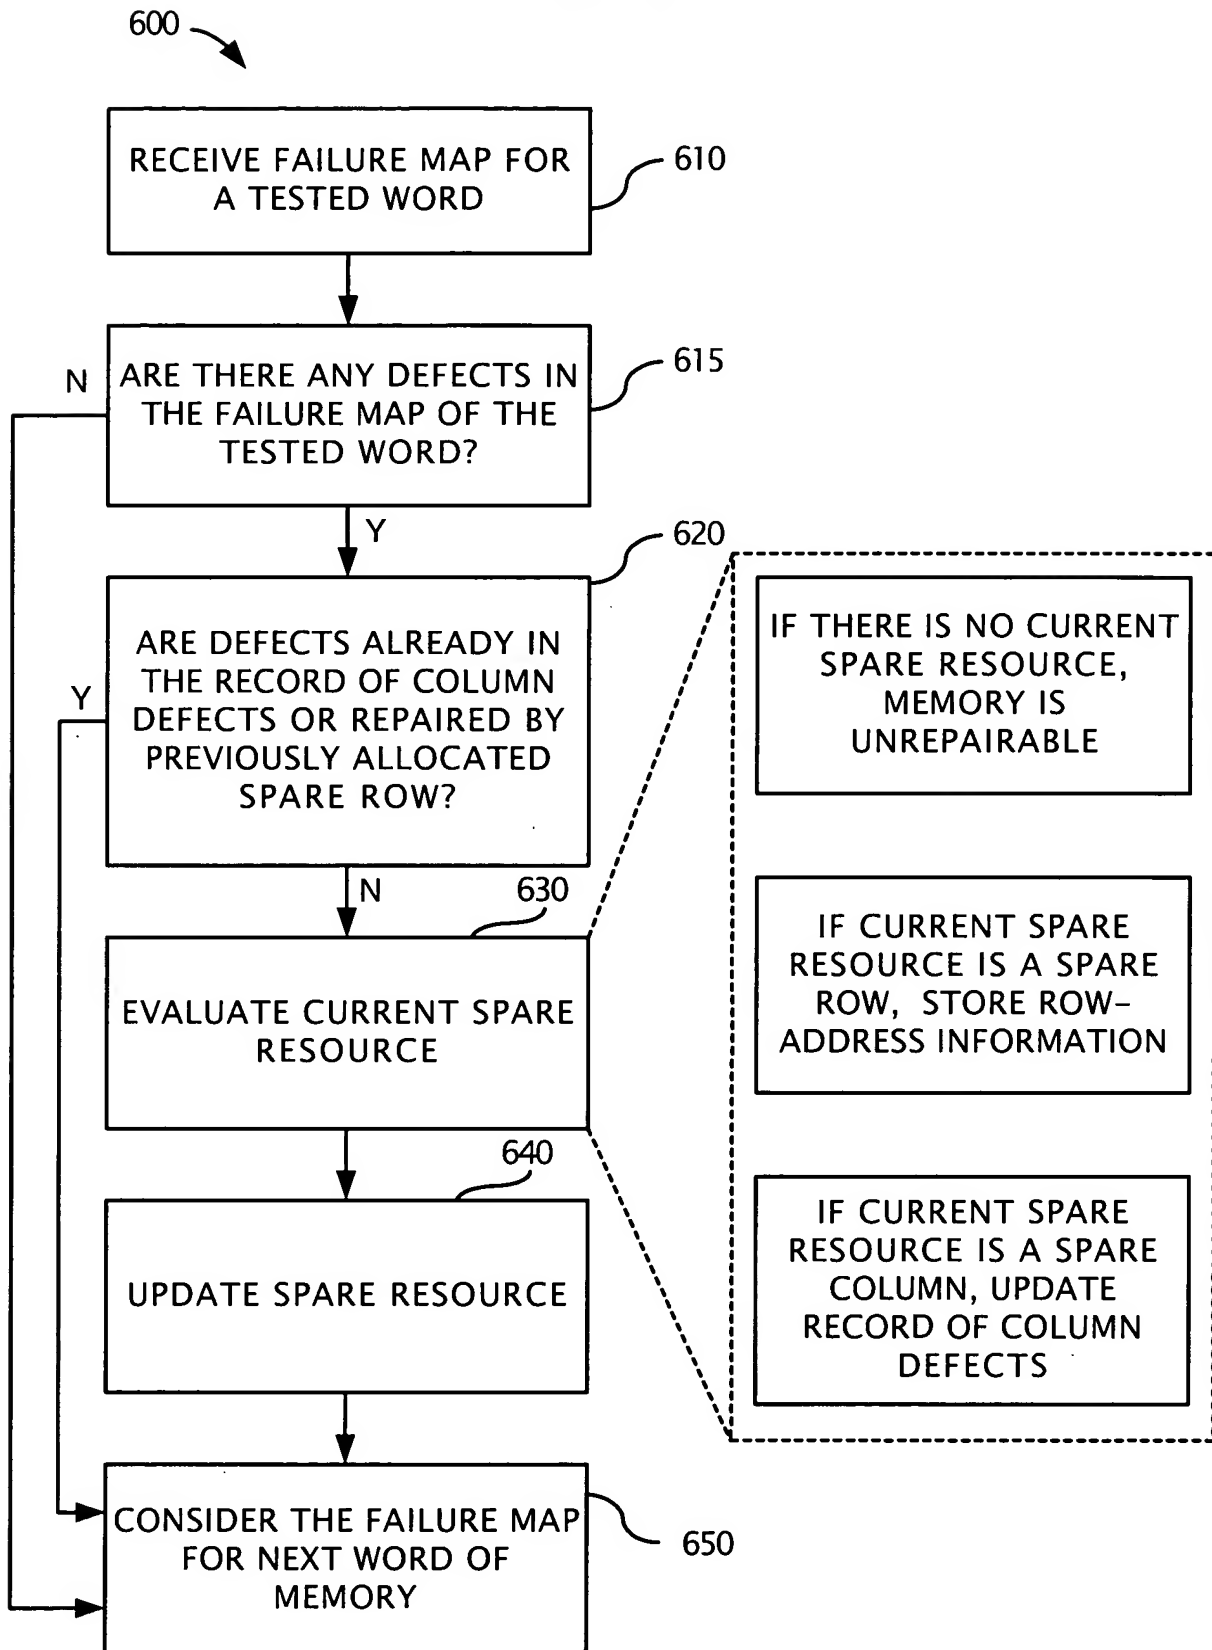 600
RECEIVE FAILURE MAP FOR
A TESTED WORD
610
ARE THERE ANY DEFECTS IN
THE FAILURE MAP OF THE
TESTED WORD?
615
N
Y
620
ARE DEFECTS ALREADY IN
THE RECORD OF COLUMN
DEFECTS OR REPAIRED BY
PREVIOUSLY ALLOCATED
SPARE ROW?
Y
N
630
EVALUATE CURRENT SPARE
RESOURCE
640
UPDATE SPARE RESOURCE
CONSIDER THE FAILURE MAP
FOR NEXT WORD OF
MEMORY
650
IF THERE IS NO CURRENT
SPARE RESOURCE,
MEMORY IS
UNREPAIRABLE
IF CURRENT SPARE
RESOURCE IS A SPARE
ROW, STORE ROW-
ADDRESS INFORMATION
IF CURRENT SPARE
RESOURCE IS A SPARE
COLUMN, UPDATE
RECORD OF COLUMN
DEFECTS